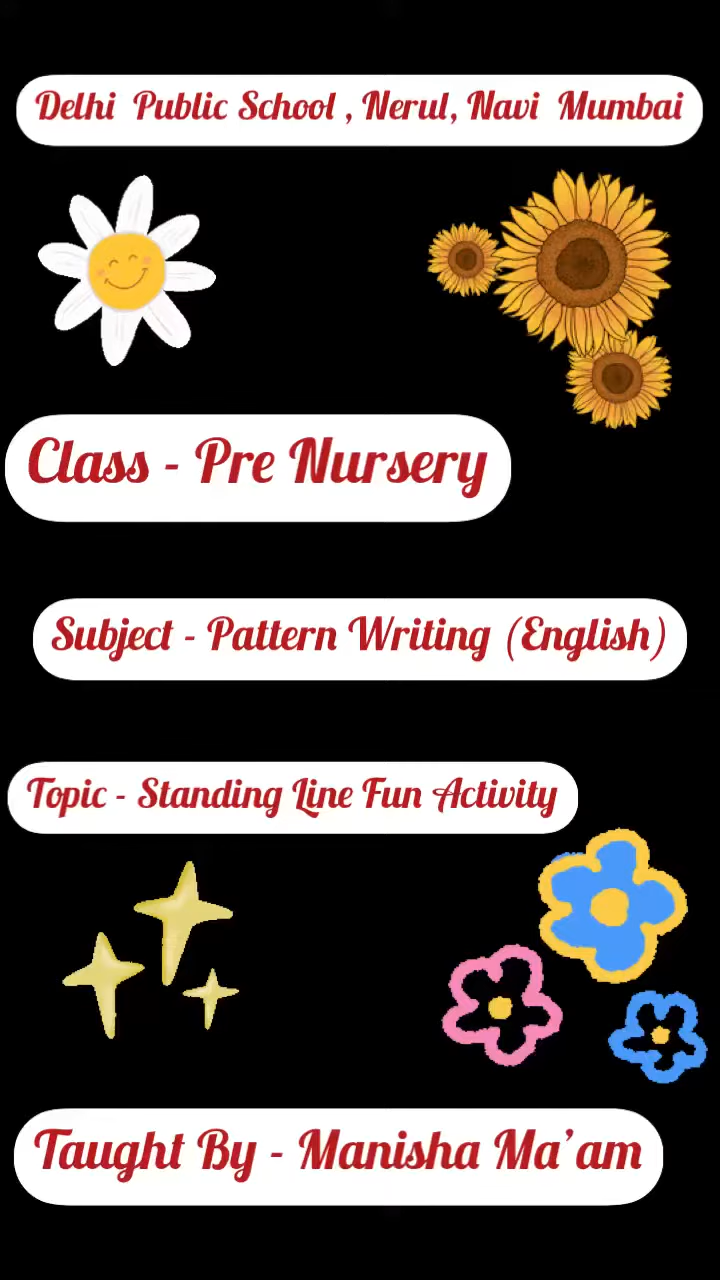 Delhi Public School , Nerul, Navi Mumbai
Class - Pre Nursery
Subject - Pattern Writing (English)
Topic - Standing Line Fun Activity
Taught By - Manisha Ma'am